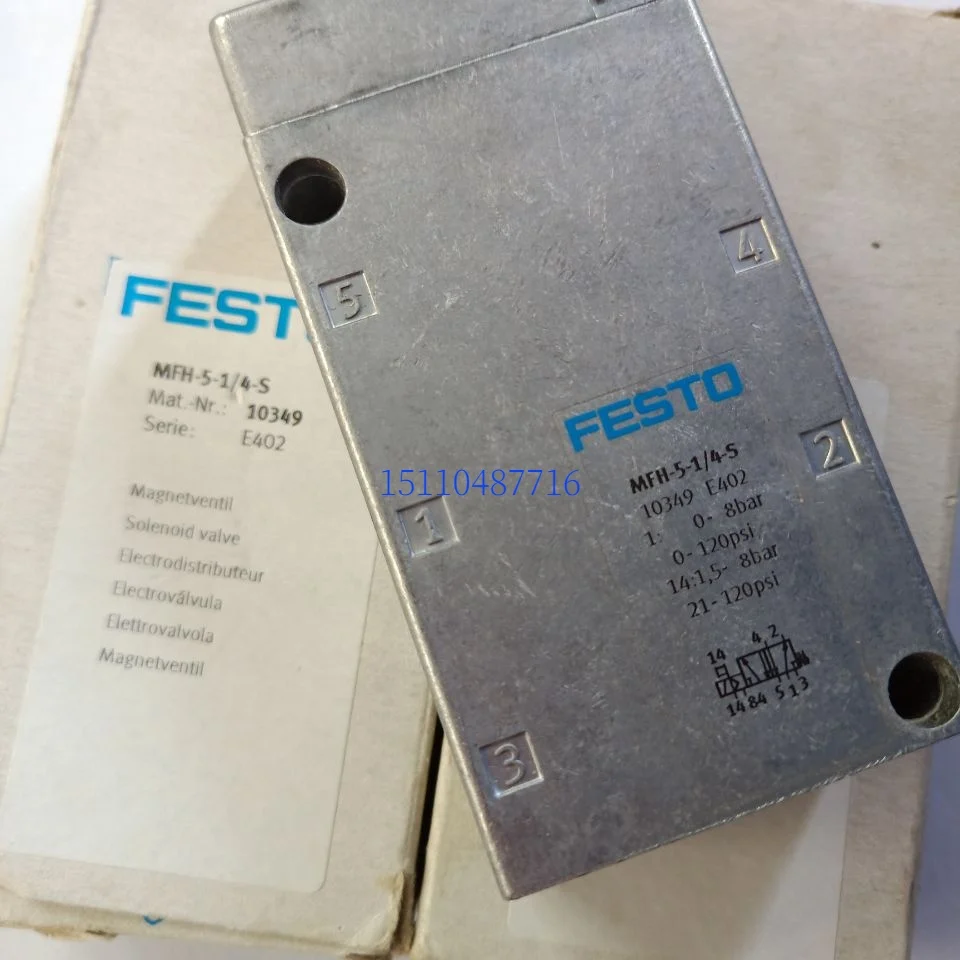 FESTO
MFH-5-1/4-S
Mat.-Nr.: 10349
Serie: E402
Magnetventil
Solenoid valve
Electrodistributeur
Electroválvula
Elettrovalvola
Magnetventil
5
4
1
2
3
FESTO
MFH-5-1/4-S
10349 E402
1: 0- 8bar
0-120psi
14:1,5- 8bar
21-120psi
14 4 2
14 84 5 1 3
15110487716